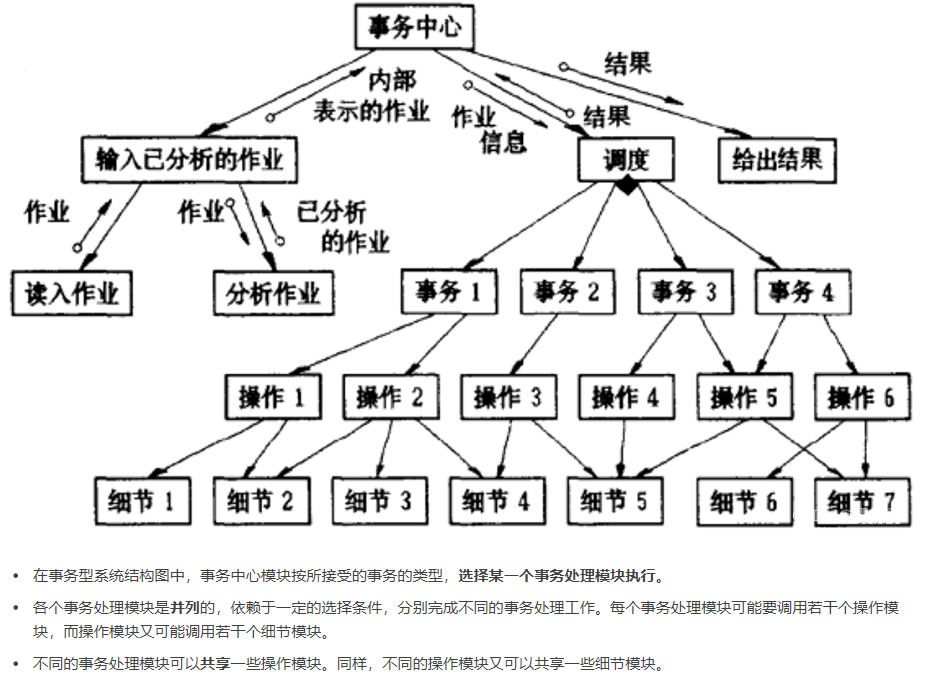 事务中心
结果
内部
表示的作业
作业
信息
结果
输入已分析的作业
调度
给出结果
作业
作业
已分析
的作业
读入作业
分析作业
事务 1
事务 2
事务 3
事务 4
操作 1
操作 2
操作 3
操作 4
操作 5
操作 6
细节 1
细节 2
细节 3
细节 4
细节 5
细节 6
细节 7
• 在事务型系统结构图中，事务中心模块按所接受的事务的类型，选择某一个事务处理模块执行。
• 各个事务处理模块是并列的，依赖于一定的选择条件，分别完成不同的事务处理工作。每个事务处理模块可能要调用若干个操作模
块，而操作模块又可能调用若干个细节模块。
• 不同的事务处理模块可以共享一些操作模块。同样，不同的操作模块又可以共享一些细节模块。